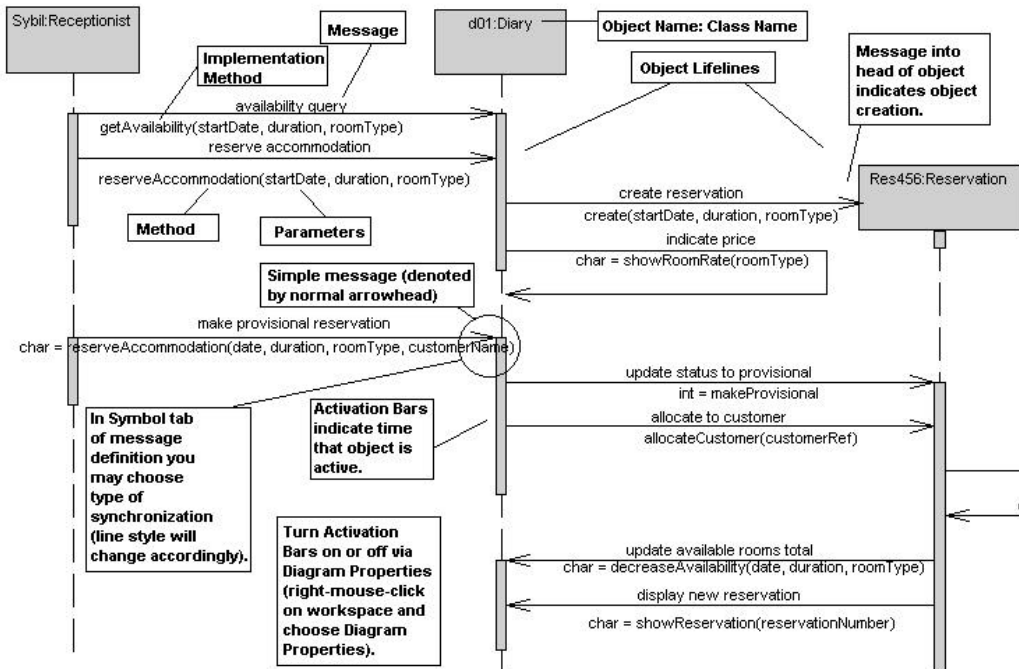 Sybil:Receptionist
d01:Diary
Object Name: Class Name
Message
Implementation
Method
Object Lifelines
Message into
head of object
indicates object
creation.
availability query
getAvailability(startDate, duration, roomType)
reserve accommodation
reserveAccommodation(startDate, duration, roomType)
Method
Parameters
Res456:Reservation
create reservation
create(startDate, duration, roomType)
indicate price
char = showRoomRate(roomType)
Simple message (denoted
by normal arrowhead)
make provisional reservation
char = reserveAccommodation(date, duration, roomType, customerName)
update status to provisional
int = makeProvisional
allocate to customer
allocateCustomer(customerRef)
In Symbol tab
of message
definition you
may choose
type of
synchronization
(line style will
change accordingly).
Activation Bars
indicate time
that object is
active.
Turn Activation
Bars on or off via
Diagram Properties
(right-mouse-click
on workspace and
choose Diagram
Properties).
update available rooms total
char = decreaseAvailability(date, duration, roomType)
display new reservation
char = showReservation(reservationNumber)